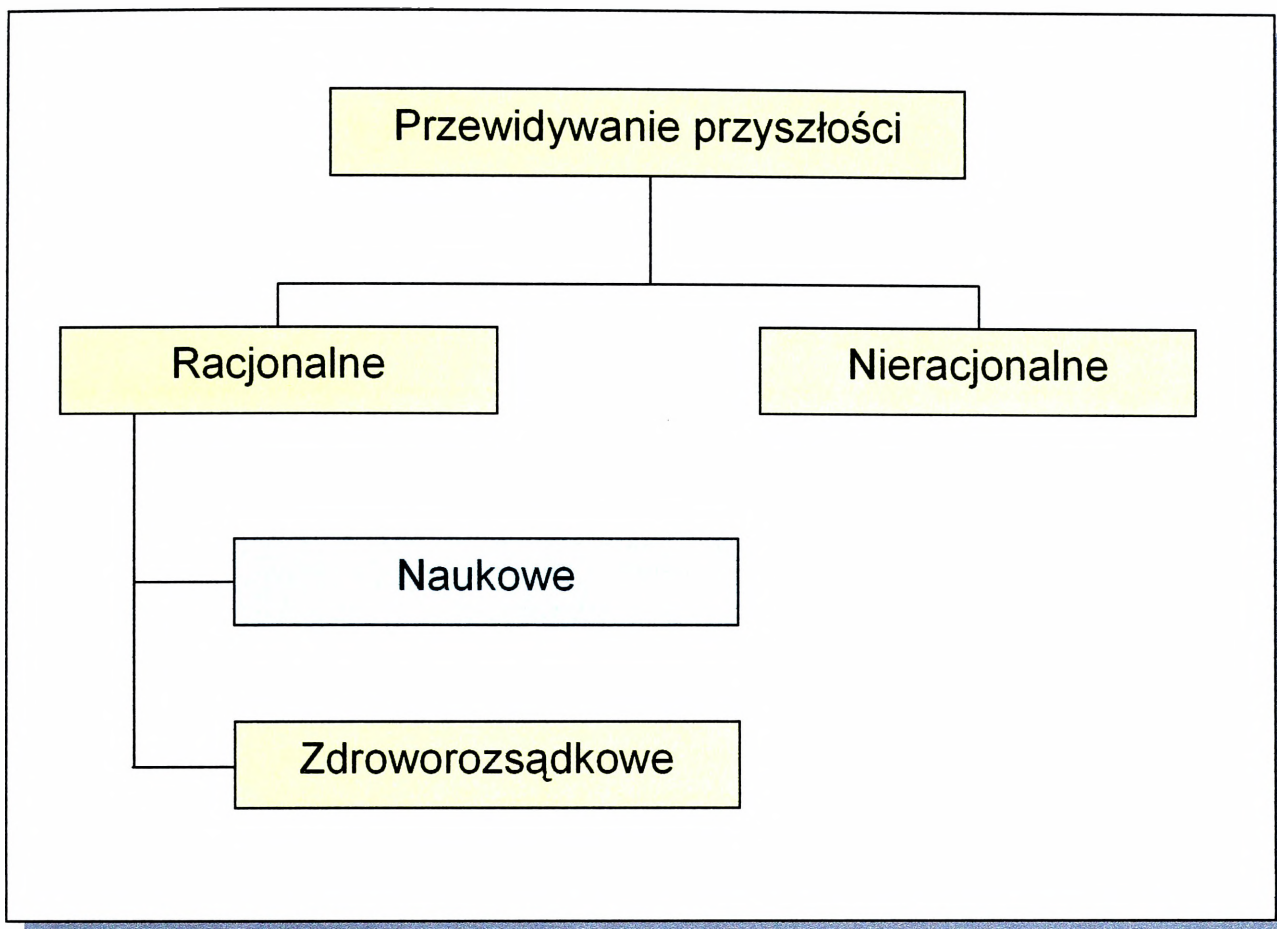 Przewidywanie przyszłości
Racjonalne
Nieracjonalne
Naukowe
Zdroworozsądkowe